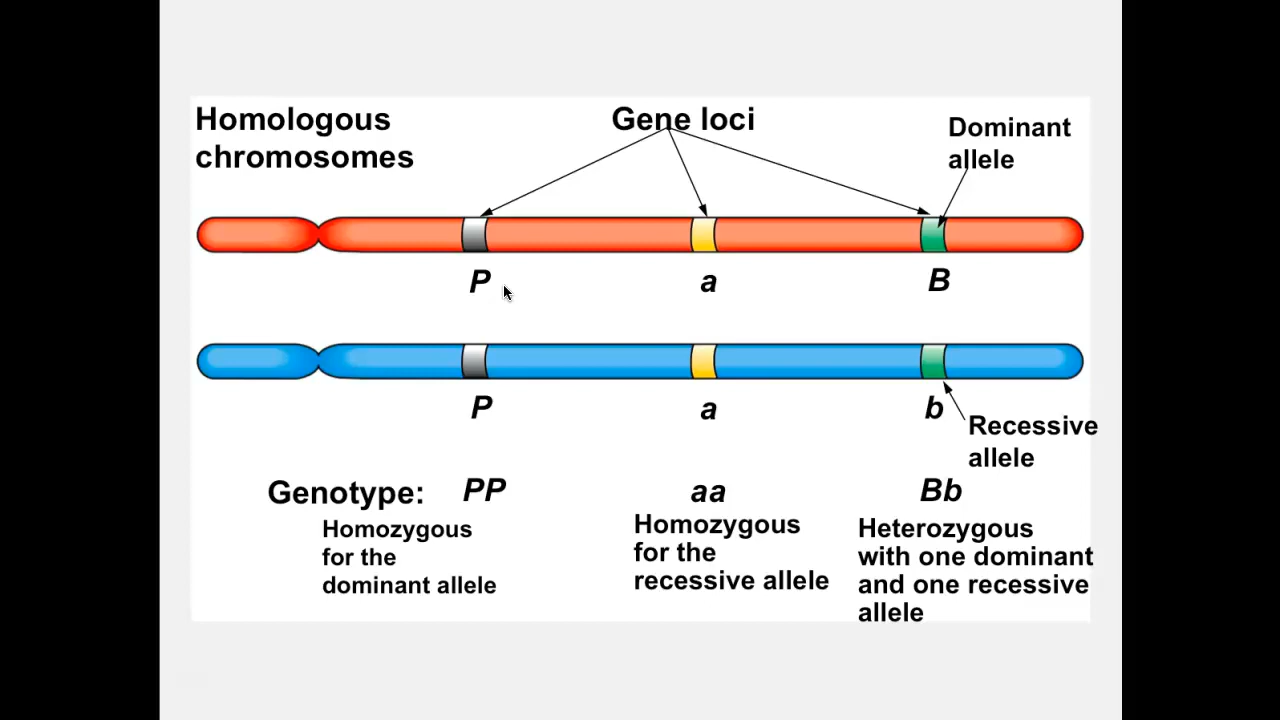 Homologous
chromosomes
Gene loci
Dominant
allele
P
a
B
P
a
b
Recessive
allele
Genotype:
PP
aa
Bb
Homozygous
for the
dominant allele
Homozygous
for the
recessive allele
Heterozygous
with one dominant
and one recessive
allele